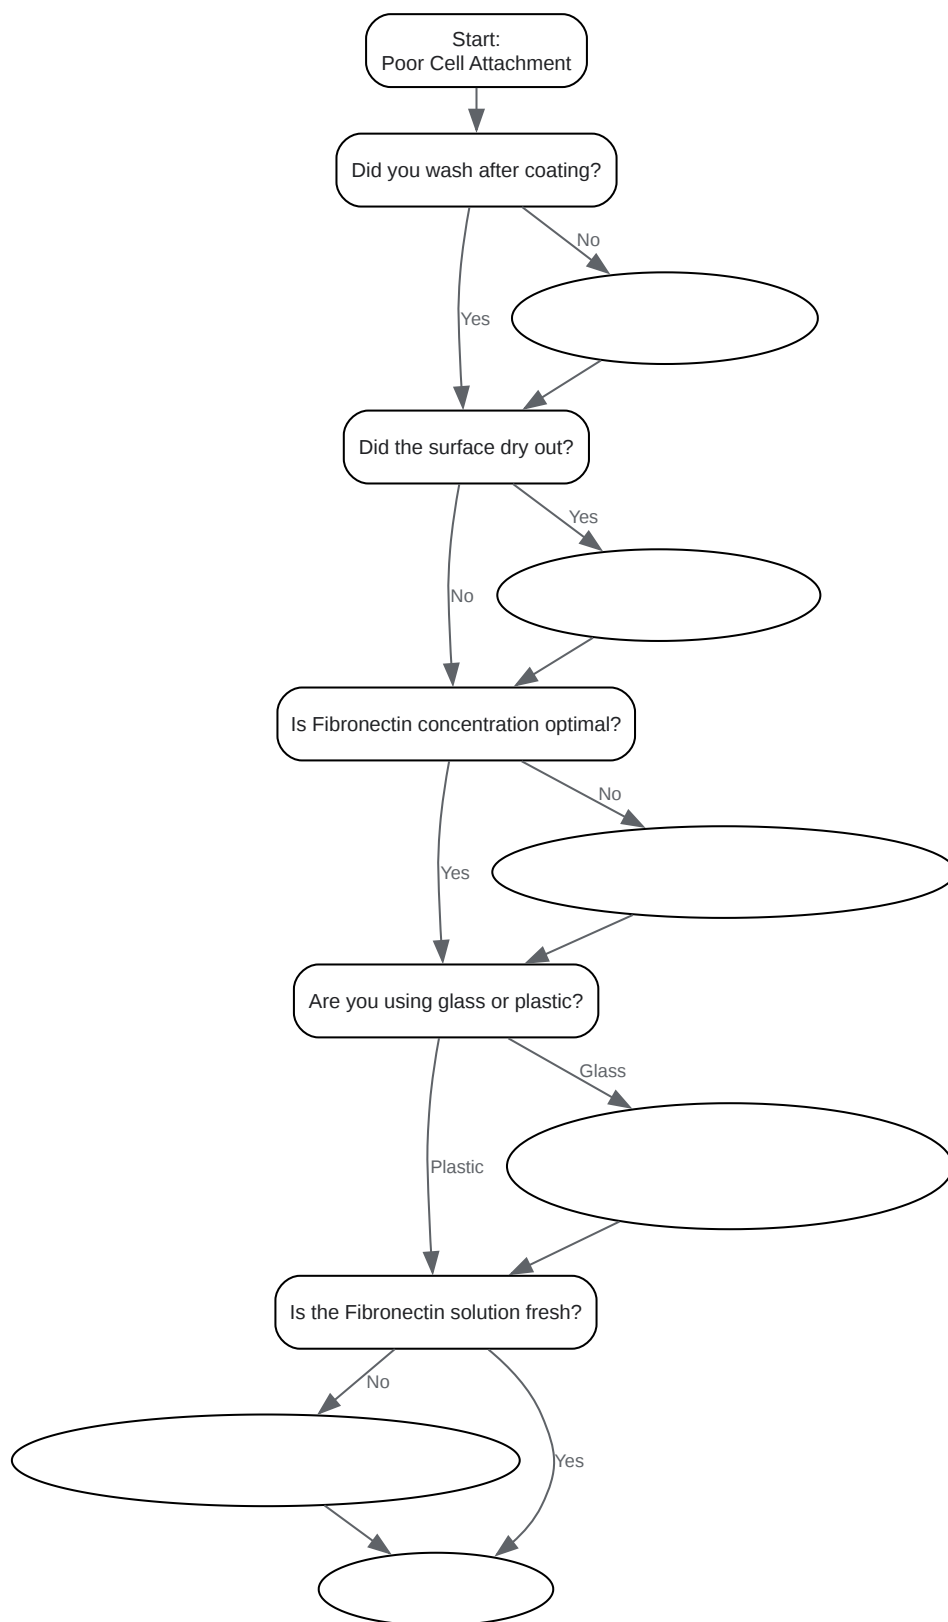 Start:
Poor Cell Attachment
Did you wash after coating?
No
Yes
Did the surface dry out?
Yes
No
Is Fibronectin concentration optimal?
No
Yes
Are you using glass or plastic?
Glass
Plastic
Is the Fibronectin solution fresh?
No
Yes